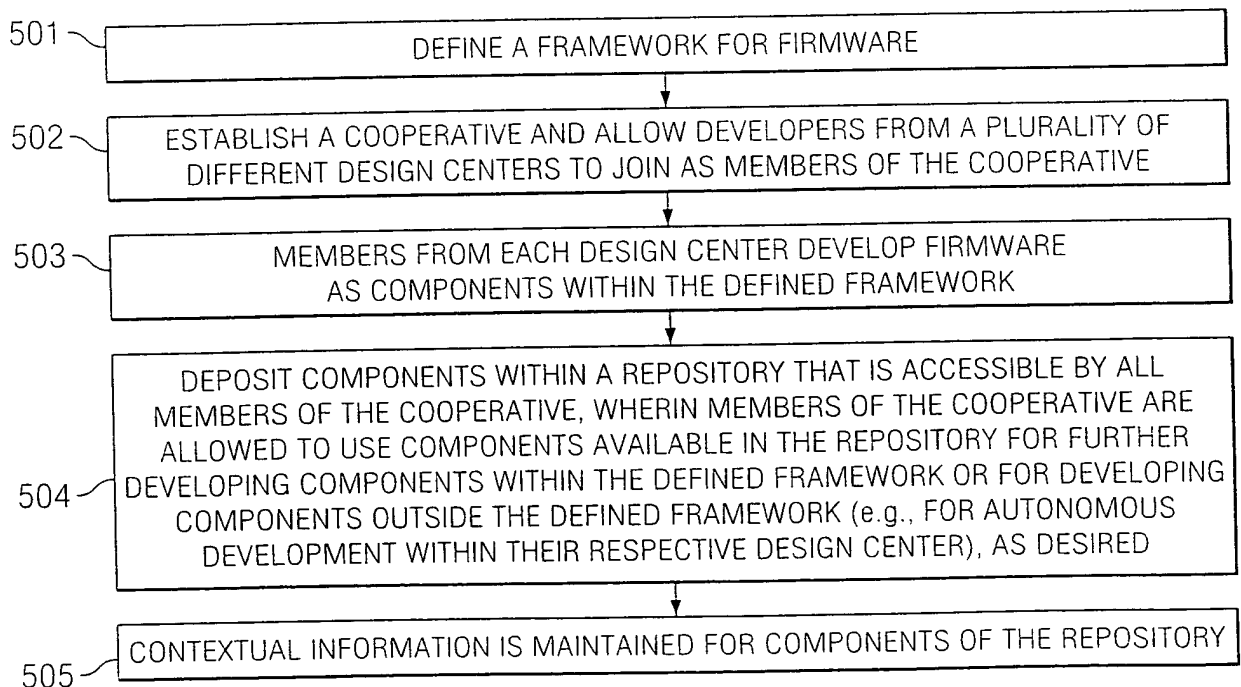 501
DEFINE A FRAMEWORK FOR FIRMWARE
502
ESTABLISH A COOPERATIVE AND ALLOW DEVELOPERS FROM A PLURALITY OF
DIFFERENT DESIGN CENTERS TO JOIN AS MEMBERS OF THE COOPERATIVE
503
MEMBERS FROM EACH DESIGN CENTER DEVELOP FIRMWARE
AS COMPONENTS WITHIN THE DEFINED FRAMEWORK
504
DEPOSIT COMPONENTS WITHIN A REPOSITORY THAT IS ACCESSIBLE BY ALL
MEMBERS OF THE COOPERATIVE, WHERIN MEMBERS OF THE COOPERATIVE ARE
ALLOWED TO USE COMPONENTS AVAILABLE IN THE REPOSITORY FOR FURTHER
DEVELOPING COMPONENTS WITHIN THE DEFINED FRAMEWORK OR FOR DEVELOPING
COMPONENTS OUTSIDE THE DEFINED FRAMEWORK (e.g., FOR AUTONOMOUS
DEVELOPMENT WITHIN THEIR RESPECTIVE DESIGN CENTER), AS DESIRED
505
CONTEXTUAL INFORMATION IS MAINTAINED FOR COMPONENTS OF THE REPOSITORY